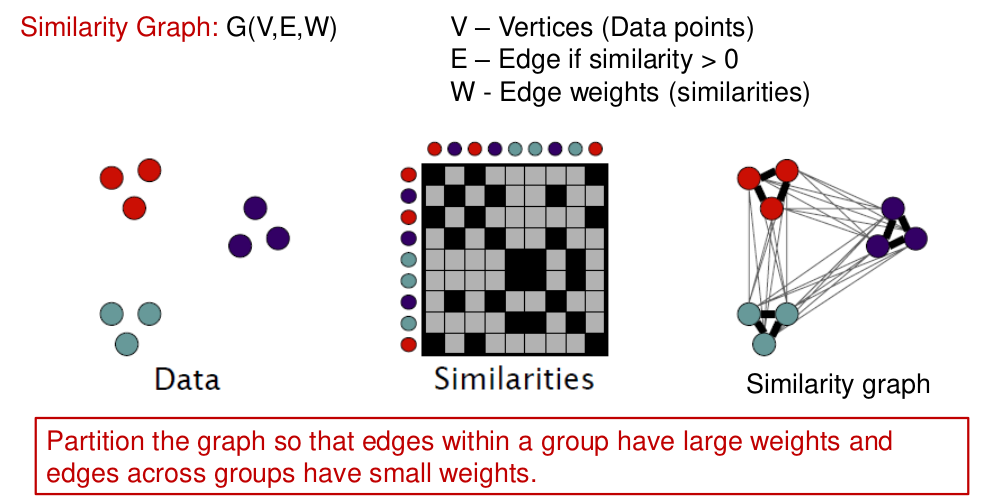 Similarity Graph: G(V,E,W)
V – Vertices (Data points)
E – Edge if similarity > 0
W - Edge weights (similarities)
Data
Similarities
Similarity graph
Partition the graph so that edges within a group have large weights and
edges across groups have small weights.